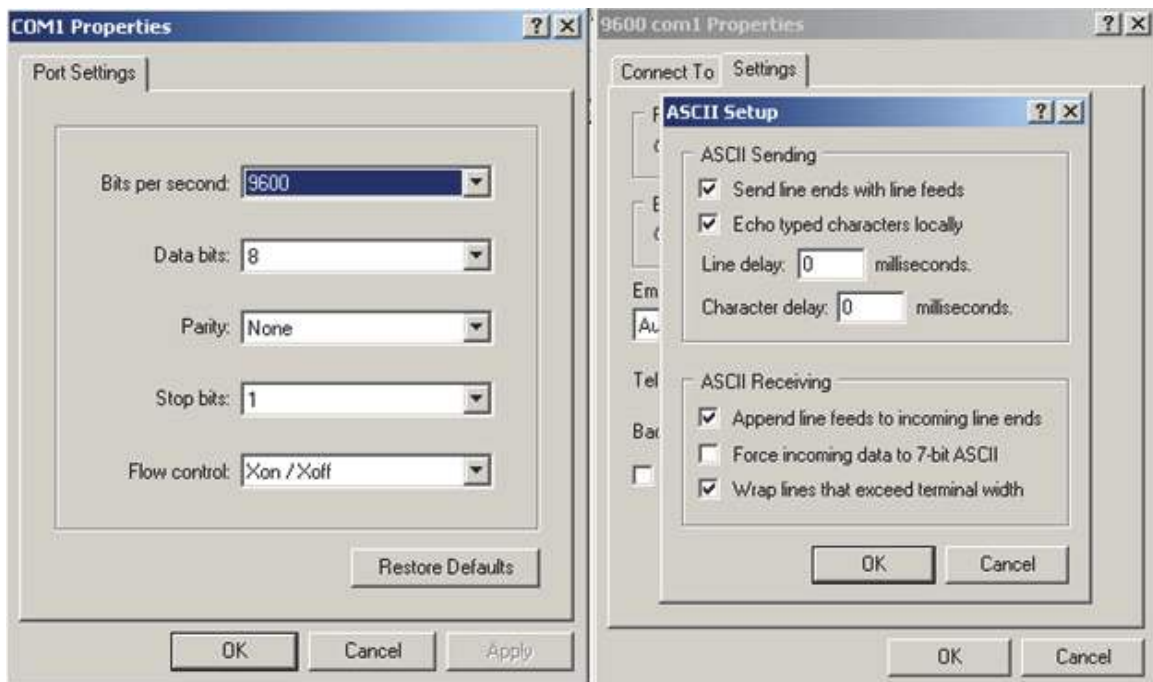 COM1 Properties
Port Settings
Bits per second: 9600
Data bits: 8
Parity: None
Stop bits: 1
Flow control: Xon / Xoff
Restore Defaults
OK Cancel Apply
9600 com1 Properties
Connect To Settings
ASCII Setup
ASCII Sending
Send line ends with line feeds
Echo typed characters locally
Line delay: 0 milliseconds.
Character delay: 0 milliseconds.
Em
Au
Tel
ASCII Receiving
Append line feeds to incoming line ends
Bac
Force incoming data to 7-bit ASCII
Wrap lines that exceed terminal width
OK Cancel
OK Cancel